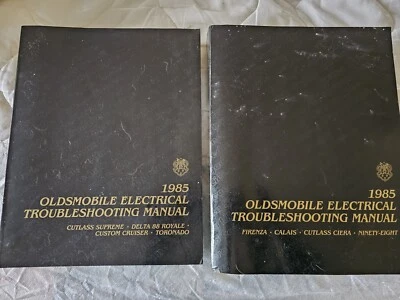 1985
OLDSMOBILE ELECTRICAL
TROUBLESHOOTING MANUAL
CUTLASS SUPREME · DELTA 88 ROYALE ·
CUSTOM CRUISER · TORONADO
1985
OLDSMOBILE ELECTRICAL
TROUBLESHOOTING MANUAL
FIRENZA · CALAIS · CUTLASS CIERA · NINETY-EIGHT